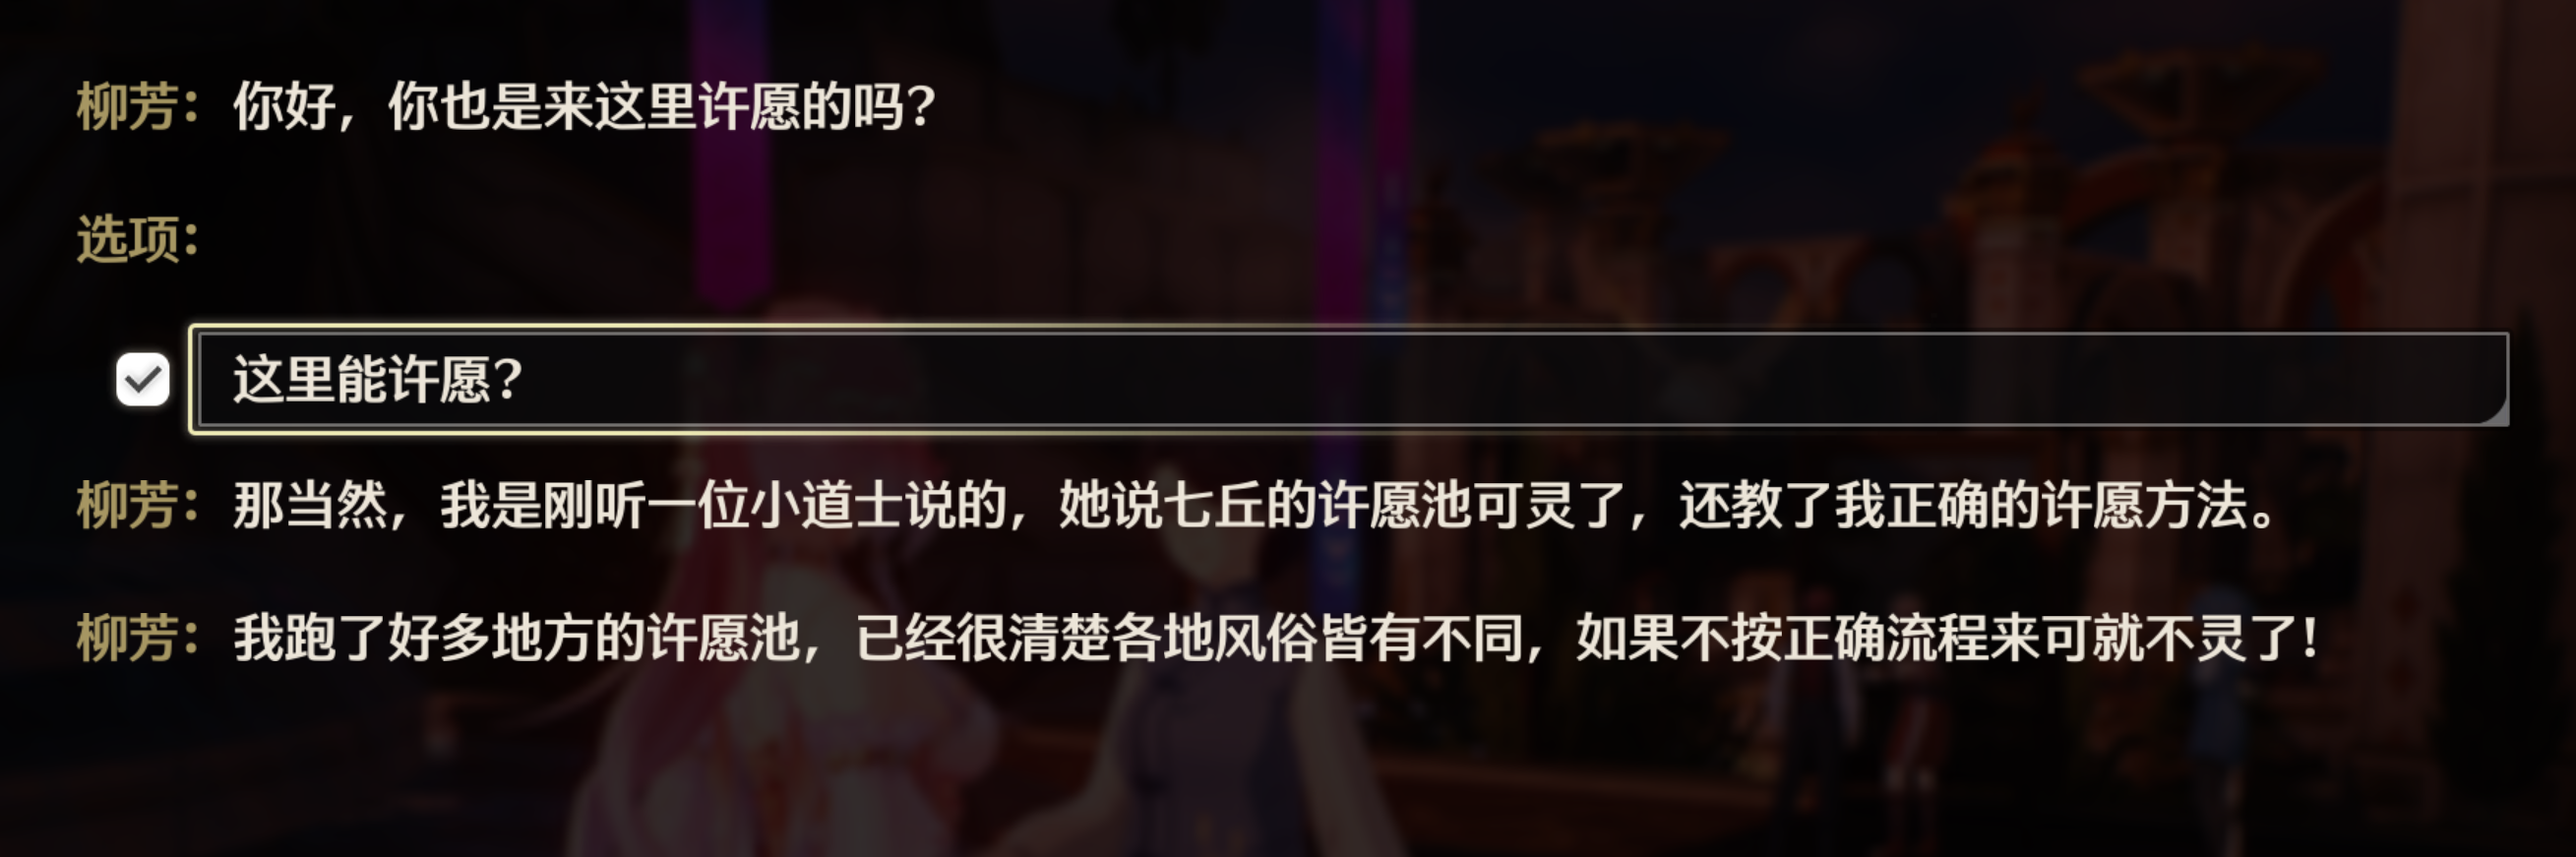 柳芳：你好，你也是来这里许愿的吗？
选项：
这里能许愿？
柳芳：那当然，我是刚听一位小道士说的，她说七丘的许愿池可灵了，还教了我正确的许愿方法。
柳芳：我跑了好多地方的许愿池，已经很清楚各地风俗皆有不同，如果不按正确流程来可就不灵了！